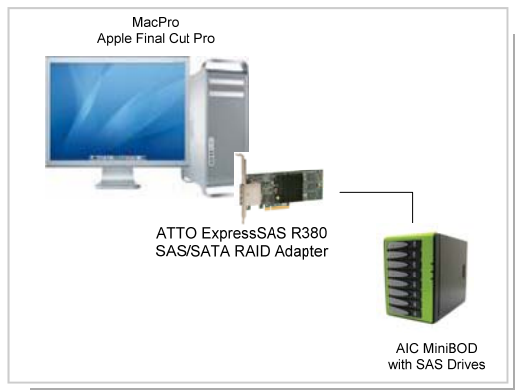 MacPro
Apple Final Cut Pro
ATTO ExpressSAS R380
SAS/SATA RAID Adapter
AIC MiniBOD
with SAS Drives